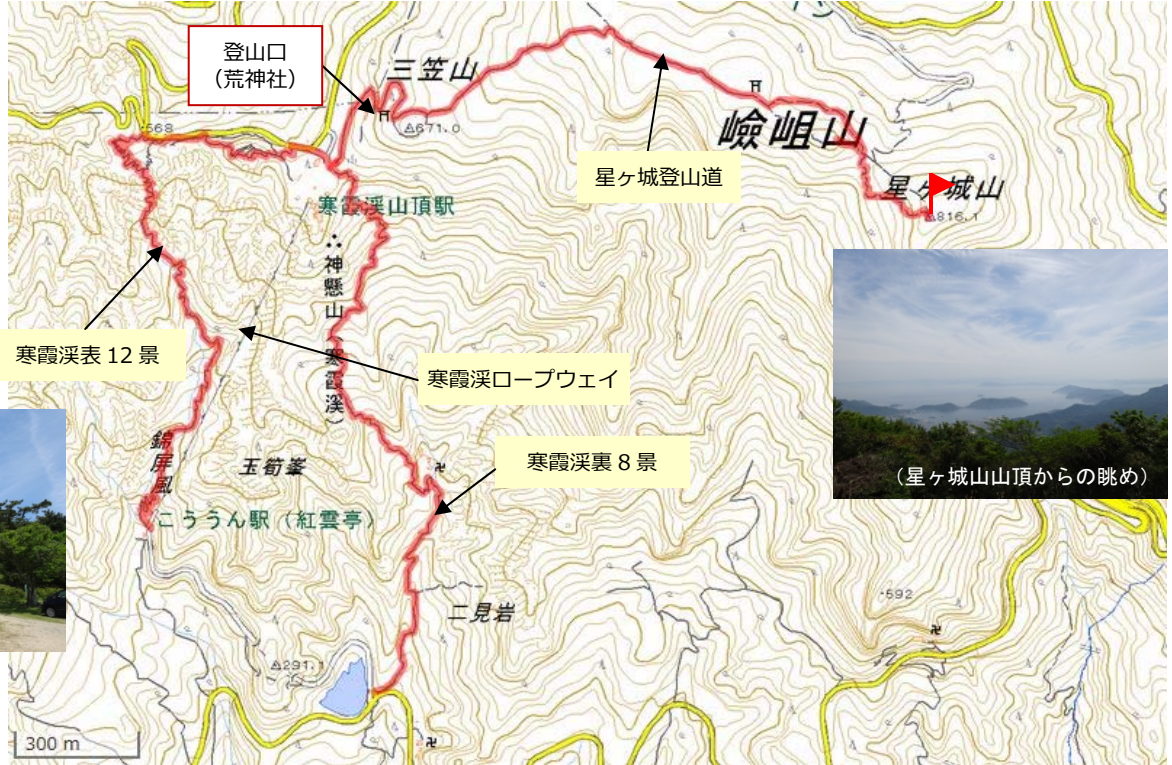 登山口
(荒神社)
三笠山
671.0
嶮岨山
568
星ヶ城登山道
星ヶ城山
816.1
寒霞渓山頂駅
神懸山(寒霞渓)
寒霞渓表 12 景
寒霞渓ロープウェイ
錦屏風
玉筍峯
寒霞渓裏 8 景
(星ヶ城山山頂からの眺め)
こううん駅(紅雲亭)
二見岩
592
291.1
300 m